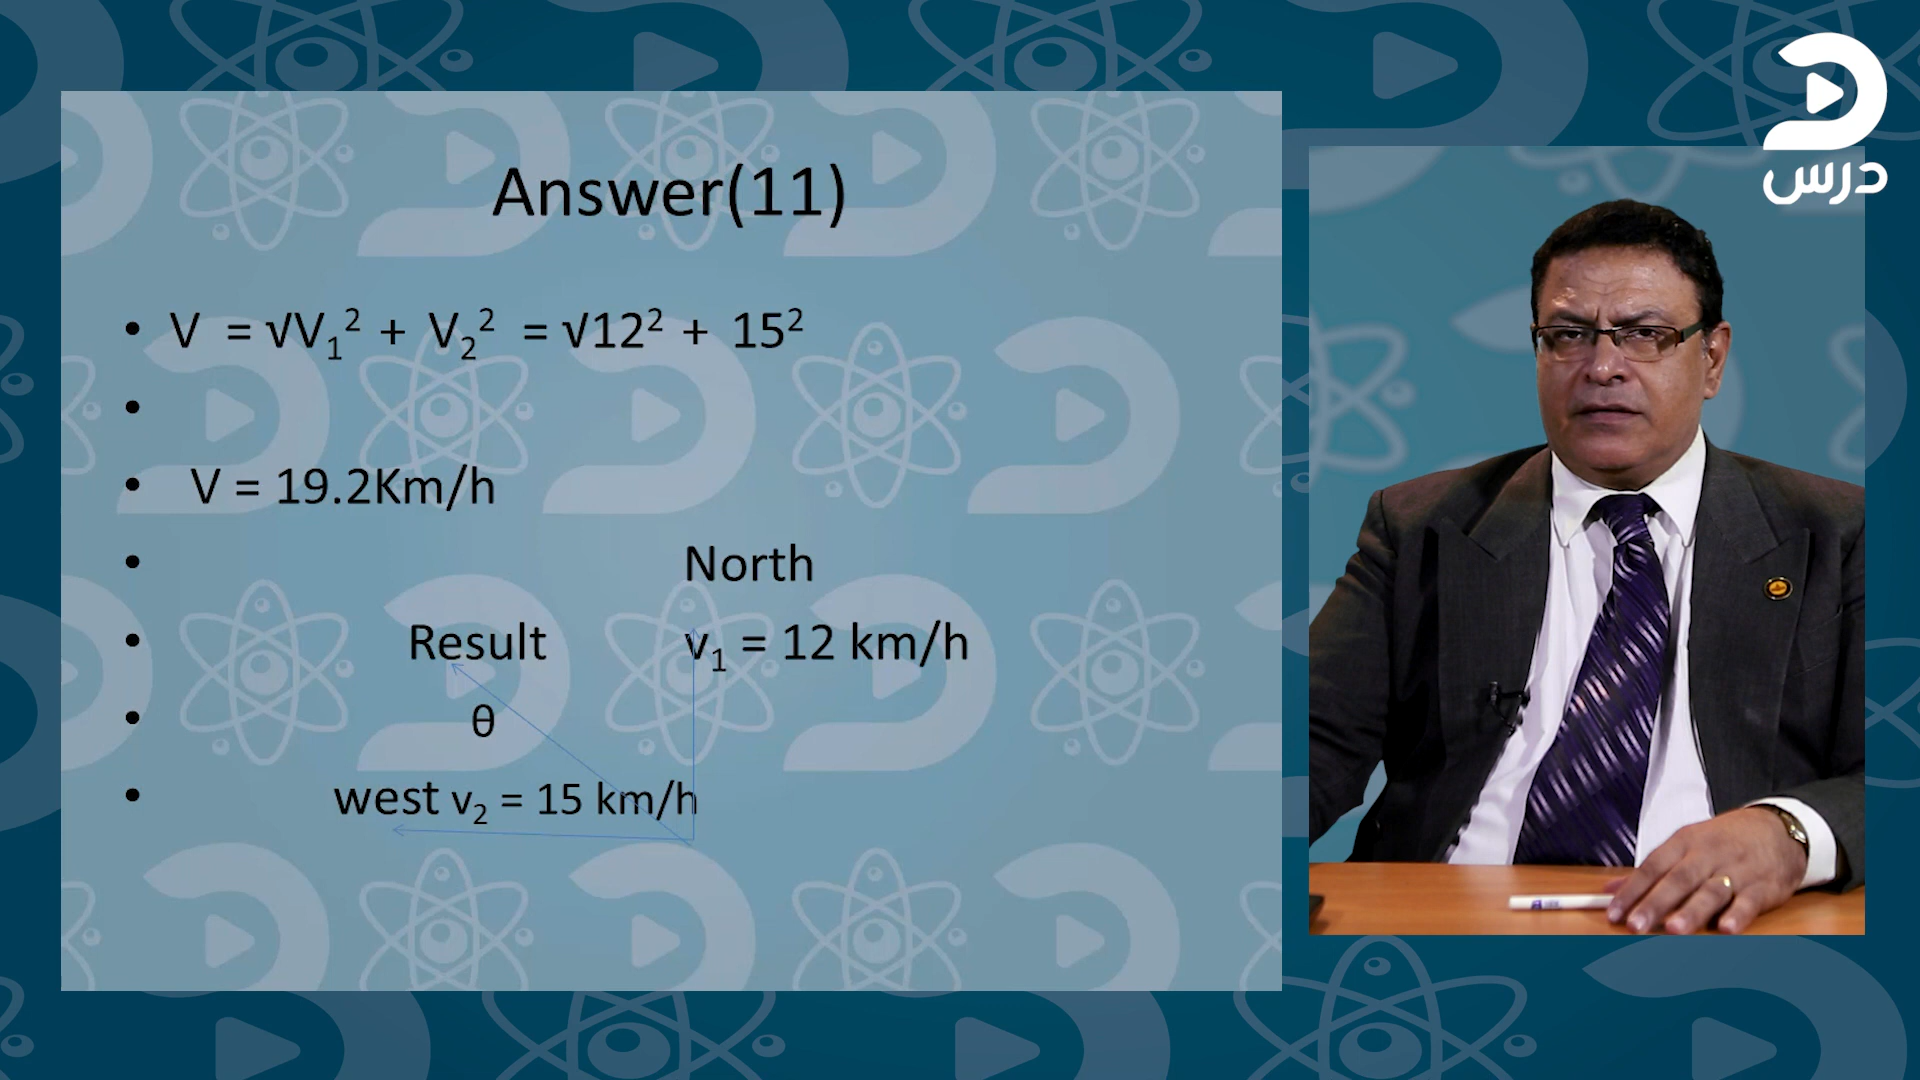 Answer(11)
• V = √V₁² + V₂² = √12² + 15²
•
• V = 19.2Km/h
• North
• Result v₁ = 12 km/h
• θ
• west v₂ = 15 km/h
درس